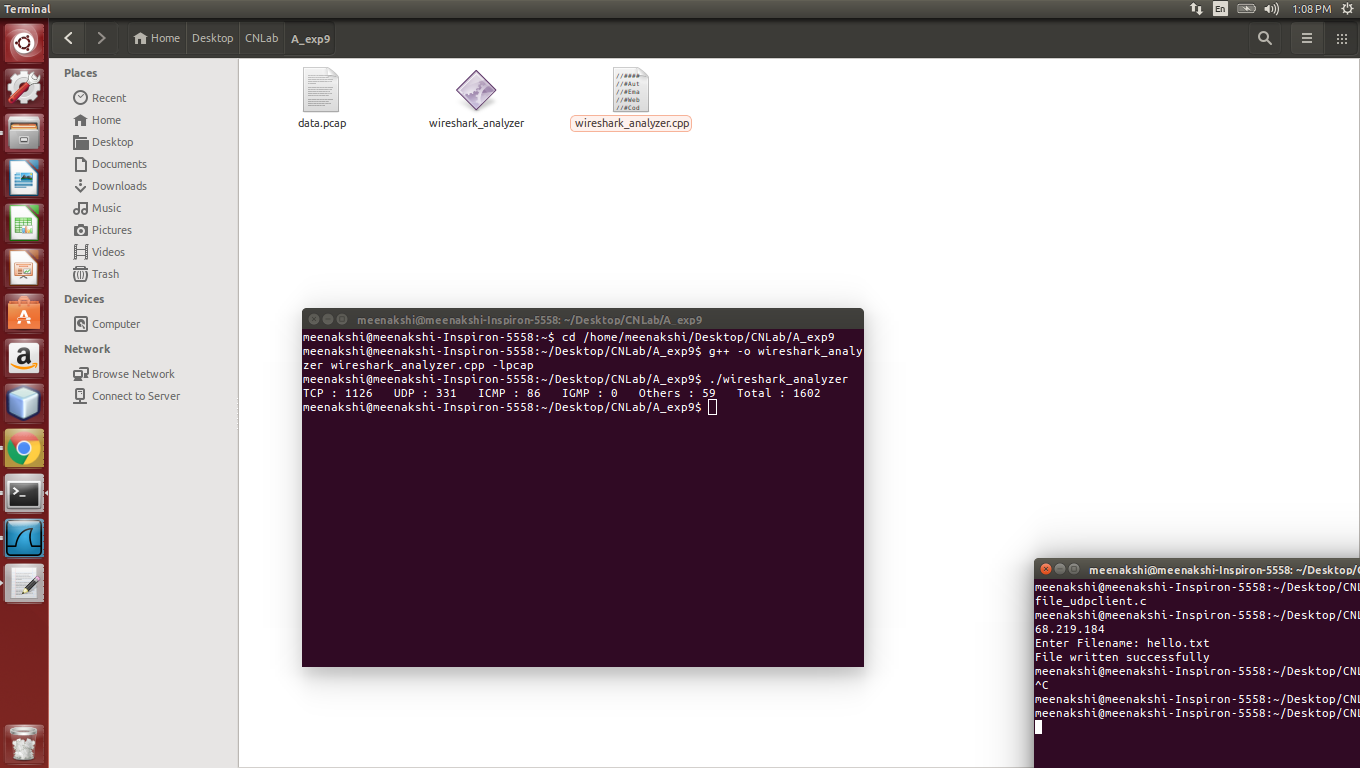 Terminal
En
1:08 PM
Home
Desktop
CNLab
A_exp9
Places
Recent
Home
Desktop
Documents
Downloads
Music
Pictures
Videos
Trash
Devices
Computer
Network
Browse Network
Connect to Server
data.pcap
wireshark_analyzer
//####
//#Aut
//#Ema
//#Web
//#Cod
wireshark_analyzer.cpp
meenakshi@meenakshi-Inspiron-5558: ~/Desktop/CNLab/A_exp9
meenakshi@meenakshi-Inspiron-5558:~$ cd /home/meenakshi/Desktop/CNLab/A_exp9
meenakshi@meenakshi-Inspiron-5558:~/Desktop/CNLab/A_exp9$ g++ -o wireshark_analy
zer wireshark_analyzer.cpp -lpcap
meenakshi@meenakshi-Inspiron-5558:~/Desktop/CNLab/A_exp9$ ./wireshark_analyzer
TCP : 1126   UDP : 331   ICMP : 86   IGMP : 0   Others : 59   Total : 1602
meenakshi@meenakshi-Inspiron-5558:~/Desktop/CNLab/A_exp9$
meenakshi@meenakshi-Inspiron-5558: ~/Desktop/C
meenakshi@meenakshi-Inspiron-5558:~/Desktop/CNL
file_udpclient.c
meenakshi@meenakshi-Inspiron-5558:~/Desktop/CNL
68.219.184
Enter Filename: hello.txt
File written successfully
meenakshi@meenakshi-Inspiron-5558:~/Desktop/CNL
^C
meenakshi@meenakshi-Inspiron-5558:~/Desktop/CNL
meenakshi@meenakshi-Inspiron-5558:~/Desktop/CNL